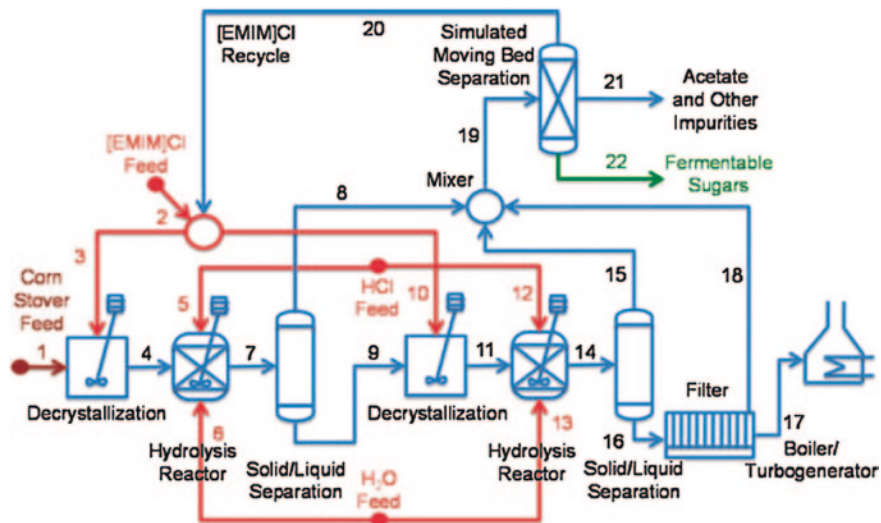 20
[EMIM]Cl
Recycle
Simulated
Moving Bed
Separation
21
Acetate
and Other
Impurities
19
[EMIM]Cl
Feed
22
Fermentable
Sugars
Mixer
8
2
3
Corn
Stover
Feed
5
HCl
Feed
10
12
15
18
1
4
7
9
11
14
Filter
17
Decrystallization
6
Decrystallization
13
16
Hydrolysis
Reactor
Solid/Liquid
Separation
H2O
Feed
Hydrolysis
Reactor
Solid/Liquid
Separation
Boiler/
Turbogenerator